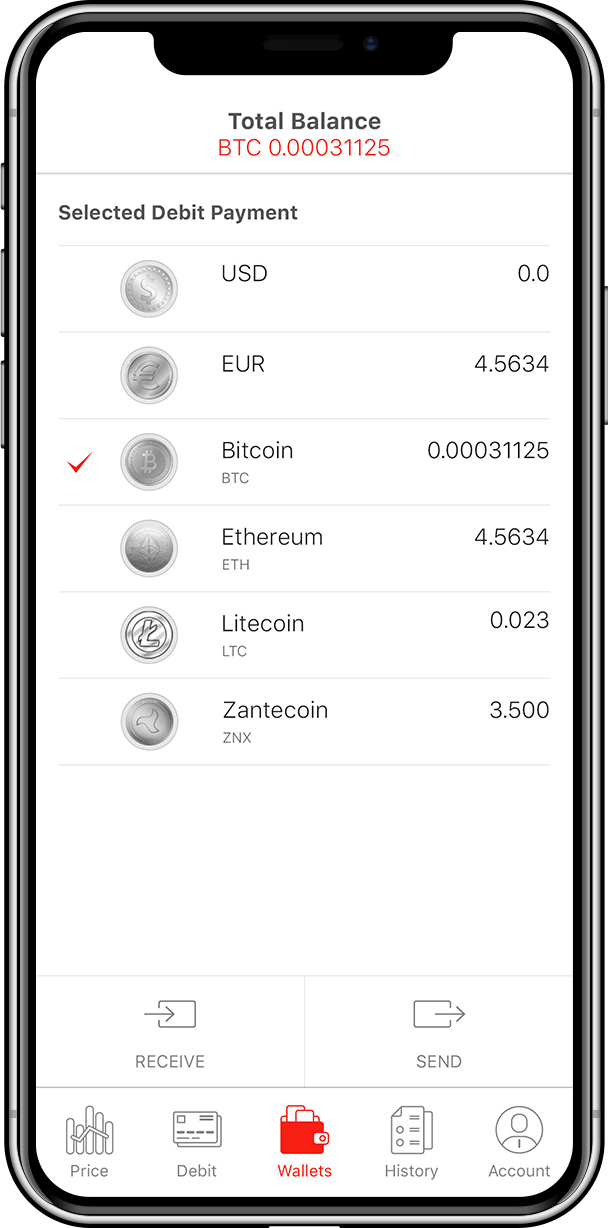 Total Balance
BTC 0.00031125
Selected Debit Payment
USD 0.0
EUR 4.5634
Bitcoin 0.00031125
BTC
Ethereum 4.5634
ETH
Litecoin 0.023
LTC
Zantecoin 3.500
ZNX
RECEIVE SEND
Price Debit Wallets History Account